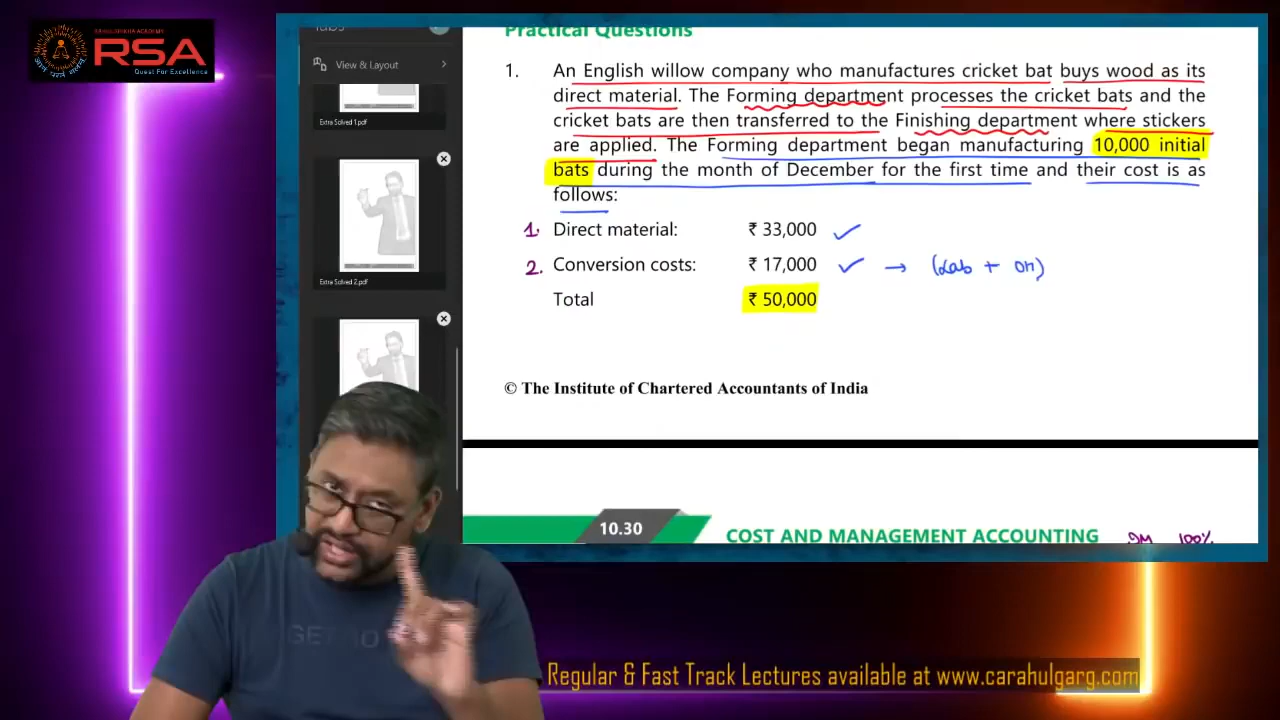 RSA
Quest For Excellence
View & Layout
Extra Solved 1.pdf
Extra Solved 2.pdf
Practical Questions
1. An English willow company who manufactures cricket bat buys wood as its
direct material. The Forming department processes the cricket bats and the
cricket bats are then transferred to the Finishing department where stickers
are applied. The Forming department began manufacturing 10,000 initial
bats during the month of December for the first time and their cost is as
follows:
1. Direct material: ₹ 33,000
2. Conversion costs: ₹ 17,000 → (Lab + OH)
Total ₹ 50,000
© The Institute of Chartered Accountants of India
10.30 COST AND MANAGEMENT ACCOUNTING
100%
GET
Regular & Fast Track Lectures available at www.carahulgarg.com